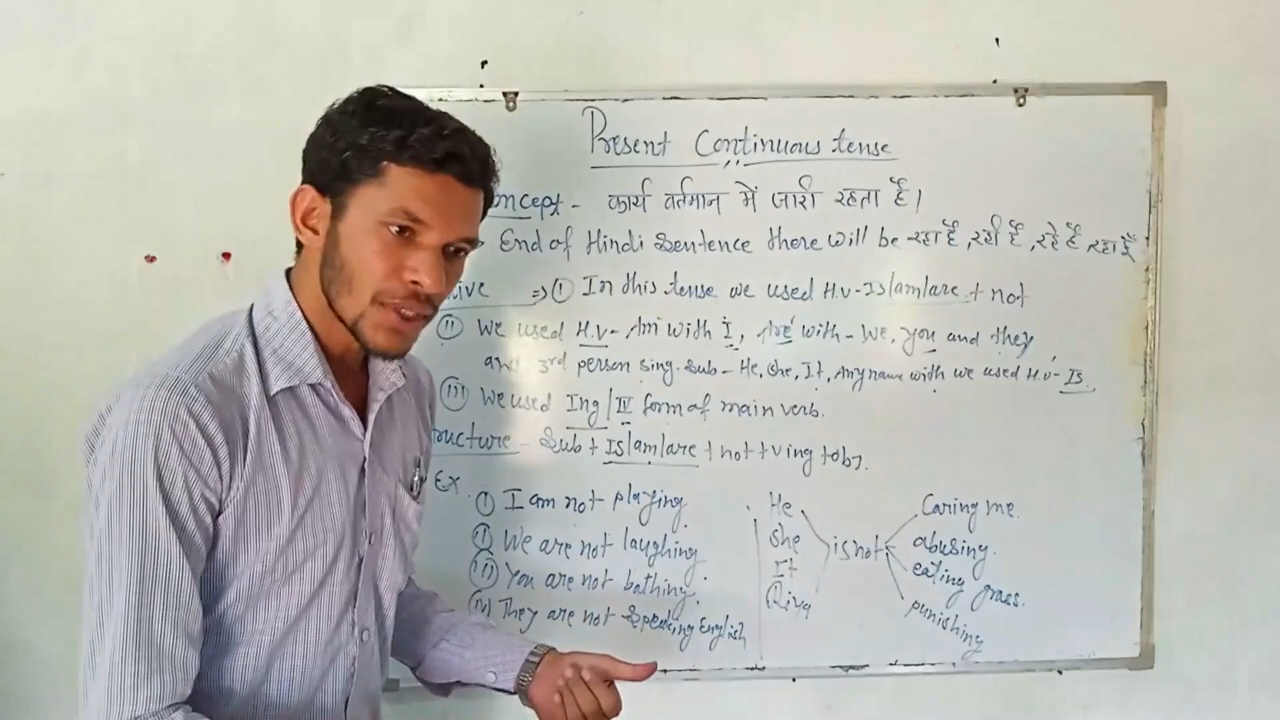 Present Continuous tense
oncept - कार्य वर्तमान में जारी रहता है।
End of Hindi Sentence there will be रहा है, रही है, रहे है, रहा हूँ
tive => (I) In this tense we used H.V - Is/am/are + not
(II) We used H.V - Am with I, Are with - We, you and they
and 3rd person sing. sub - He, She, It, Any name with we used H.V - Is.
(III) We used Ing/IV form of main verb.
ructure - Sub + Is/am/are + not + v ing + obj.
Ex. (I) I am not playing
(II) We are not laughing
(III) You are not bathing.
(IV) They are not Speaking English
He
She
It
Riya
is not
Caring me.
abusing.
eating grass.
punishing